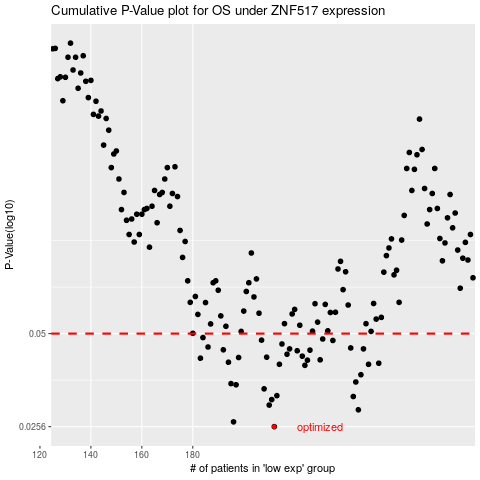 Cumulative P-Value plot for OS under ZNF517 expression
P-Value(log10)
0.05
0.0256
optimized
120 140 160 180
# of patients in 'low exp' group